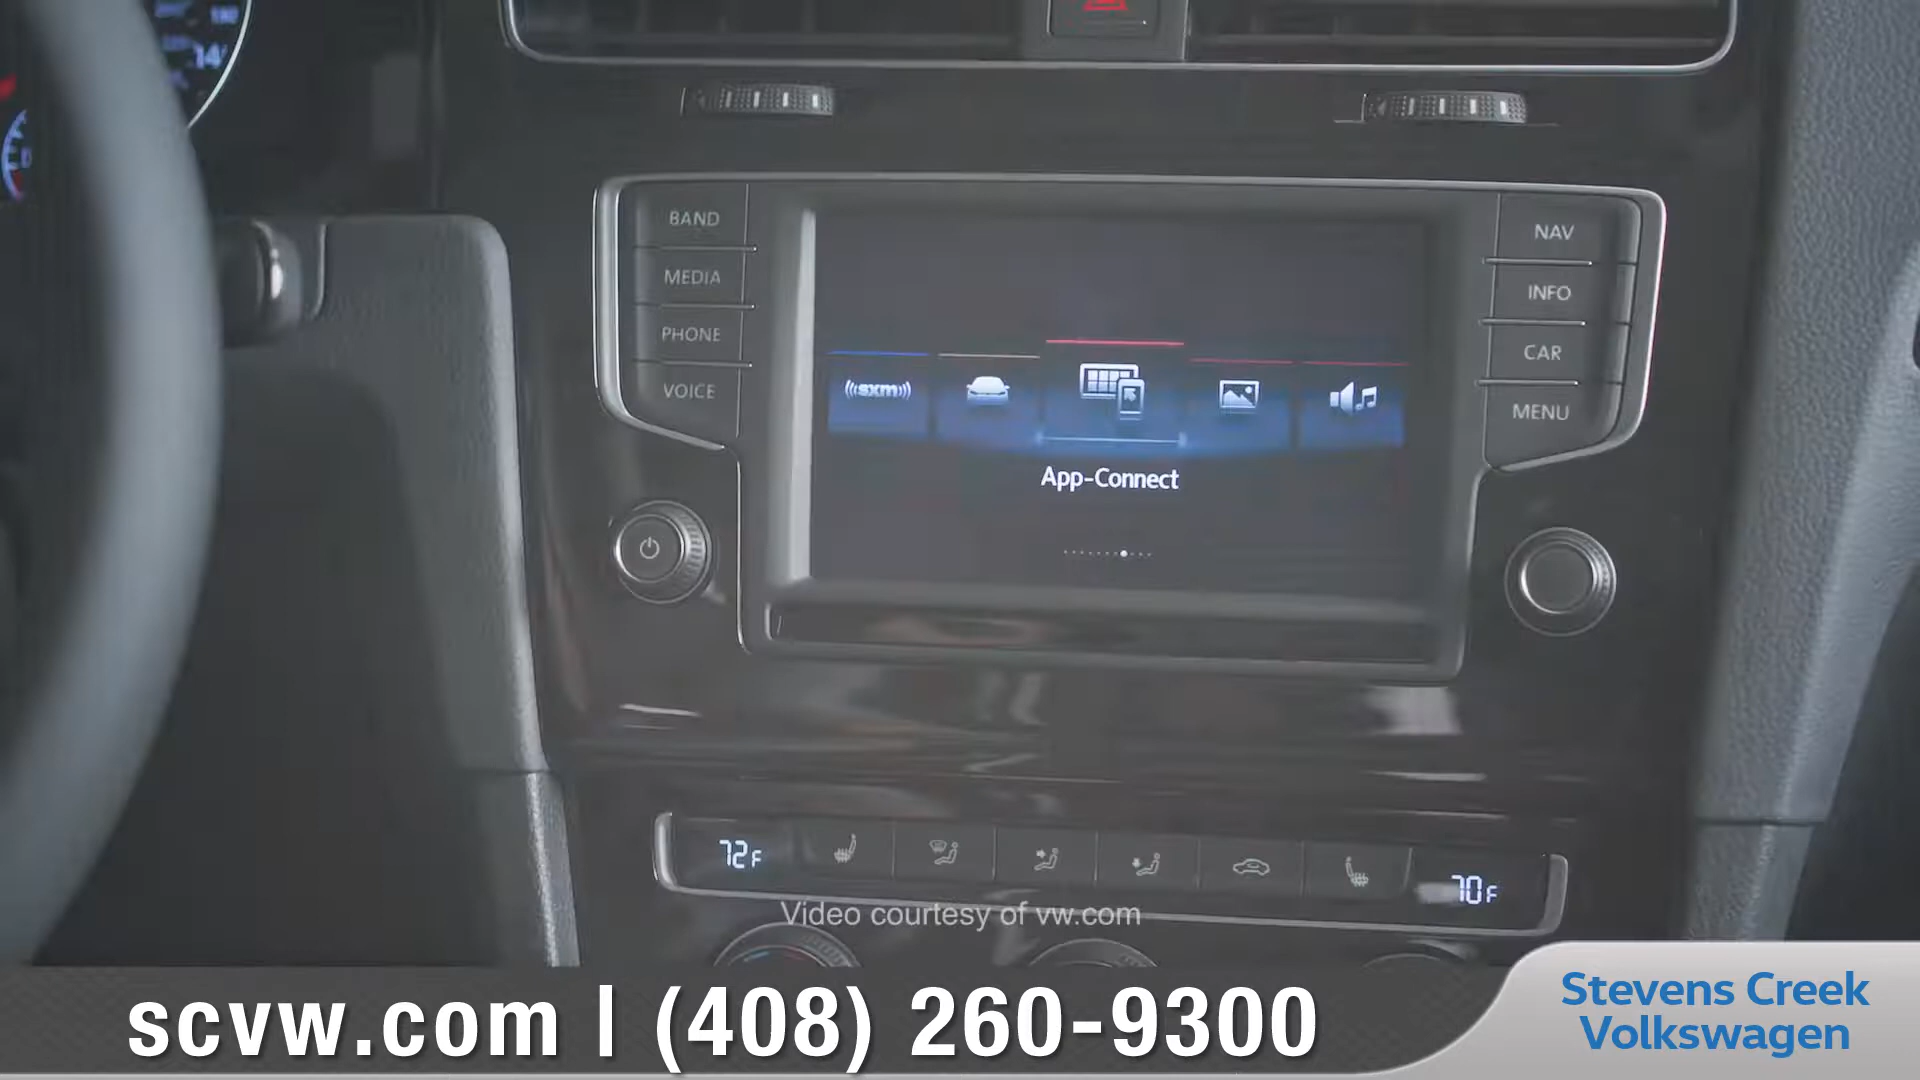 BAND
MEDIA
PHONE
VOICE
NAV
INFO
CAR
MENU
(((sxm)))
App-Connect
72F
70F
Video courtesy of vw.com
scvw.com | (408) 260-9300
Stevens Creek
Volkswagen